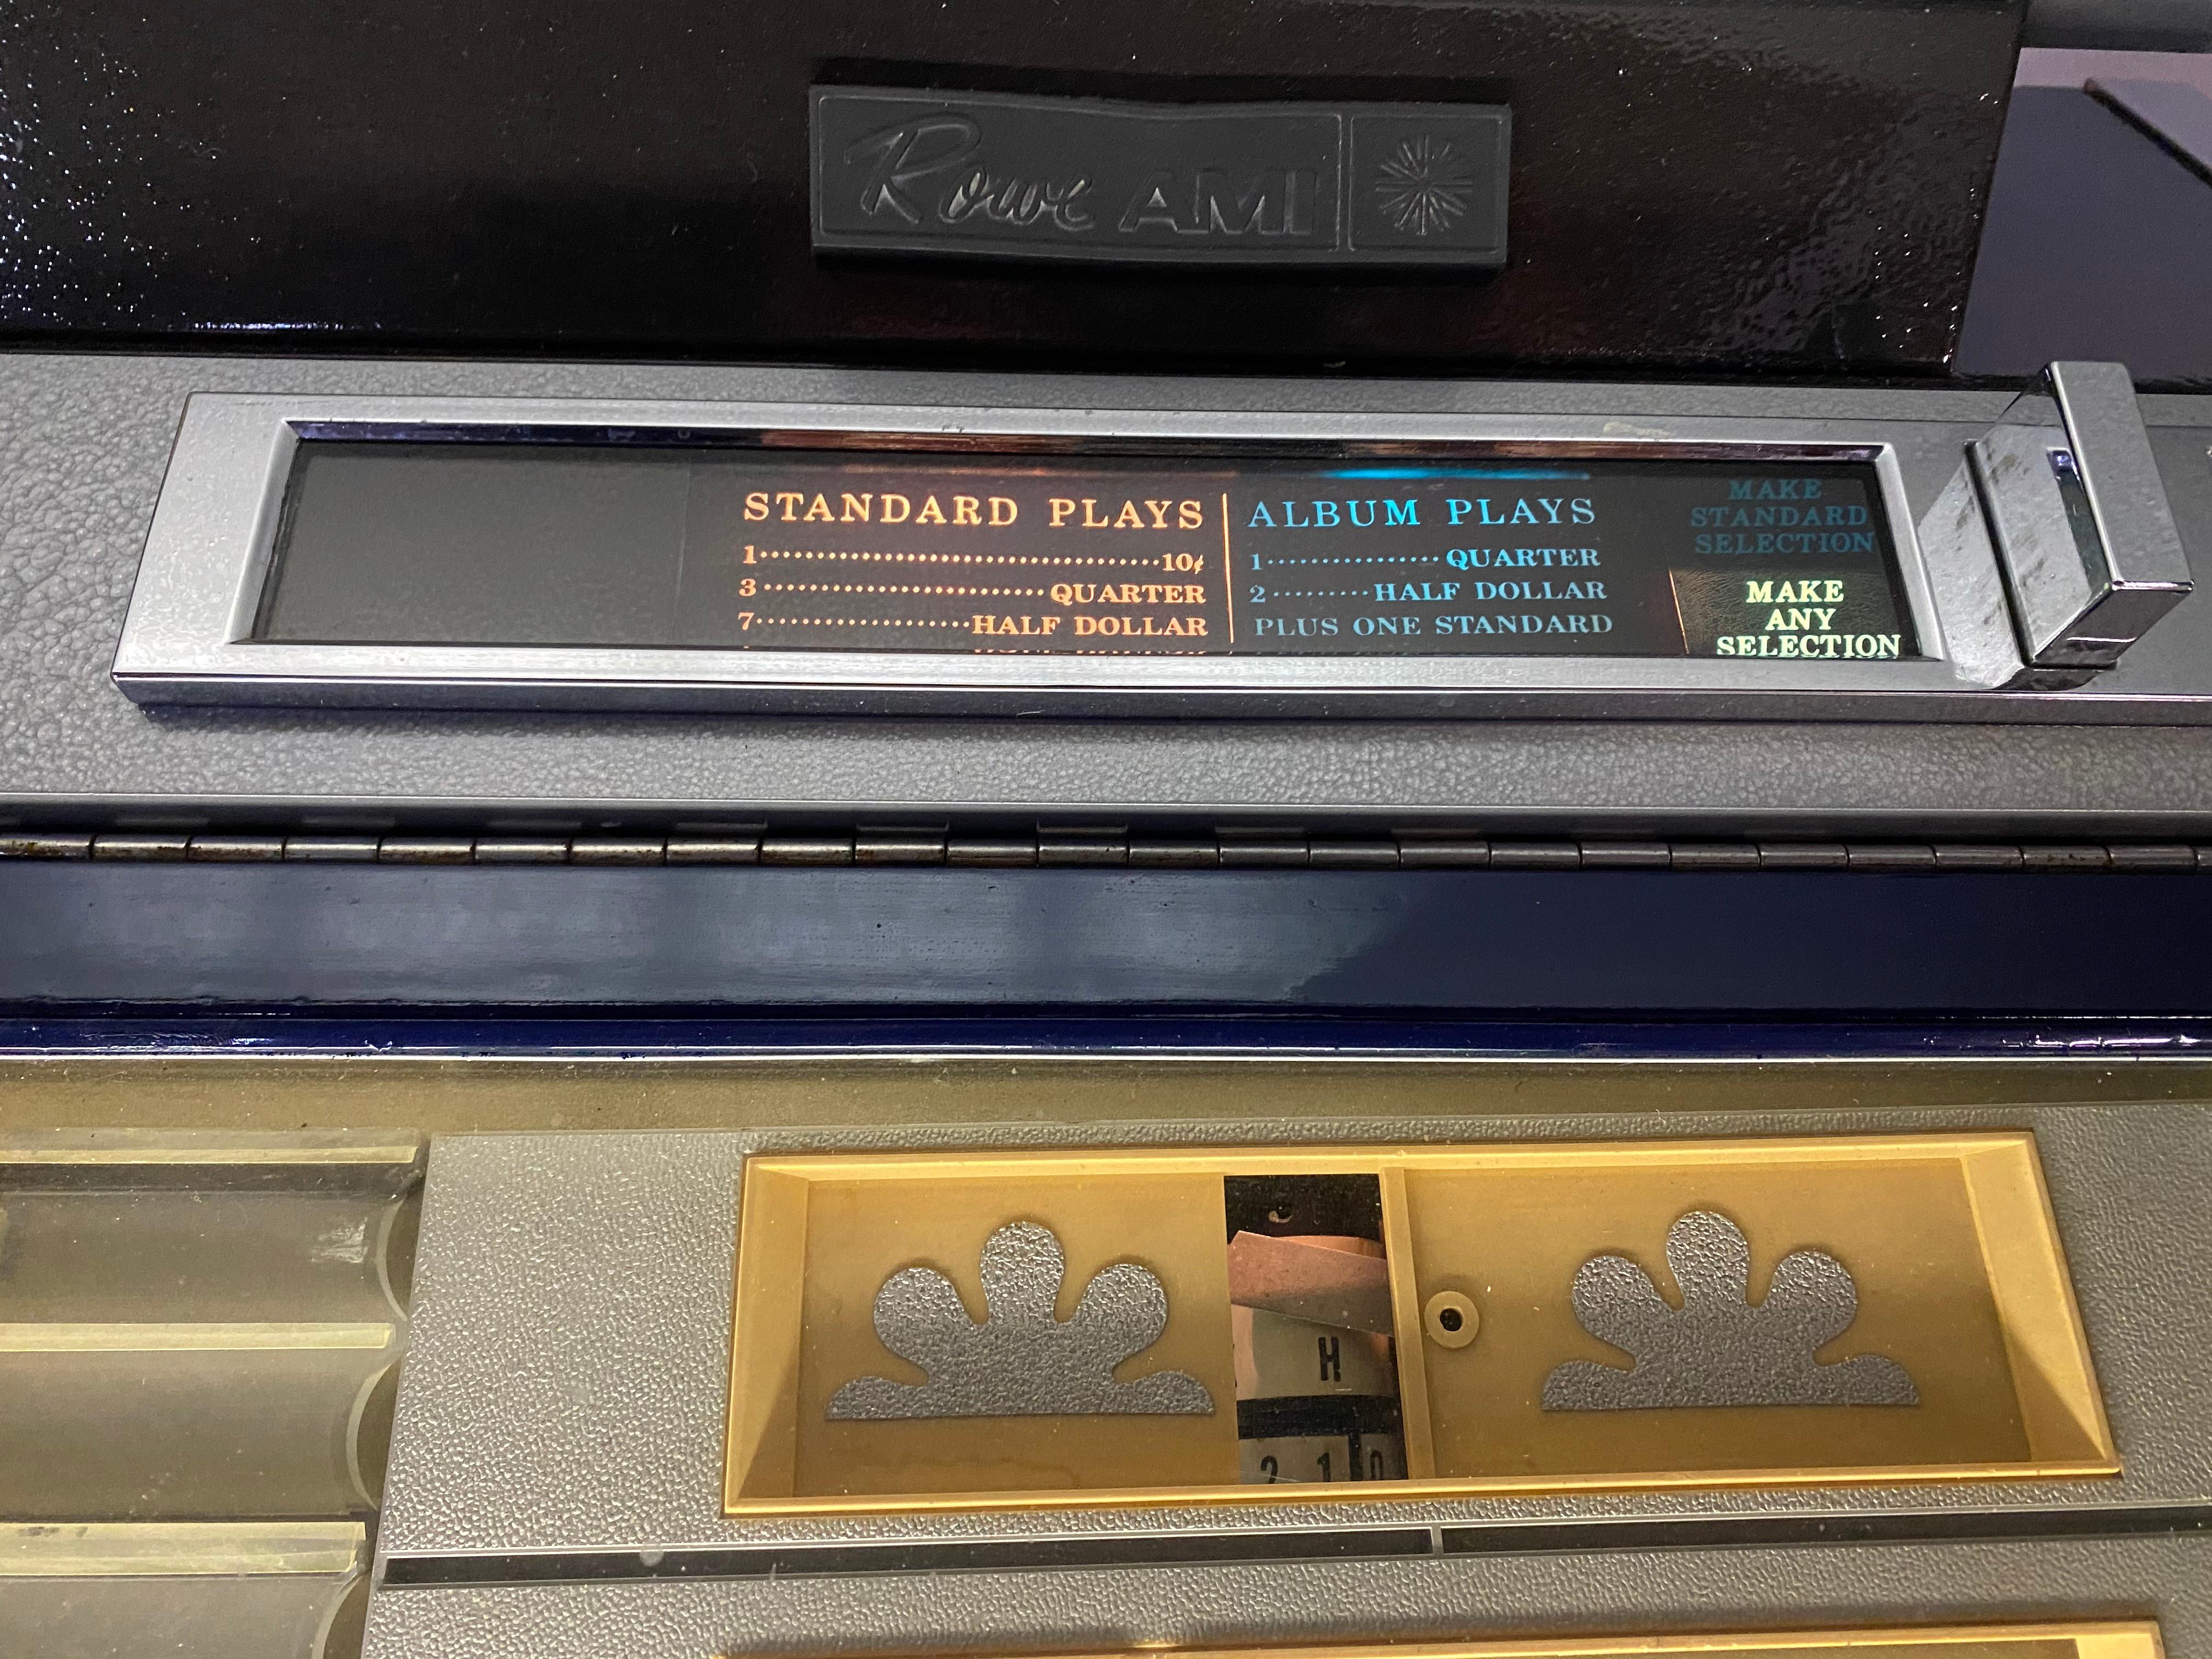 Rowe AMI
STANDARD PLAYS
1 10¢
3 QUARTER
7 HALF DOLLAR
ALBUM PLAYS
1 QUARTER
2 HALF DOLLAR
PLUS ONE STANDARD
MAKE
STANDARD
SELECTION
MAKE
ANY
SELECTION
H
2 1 0